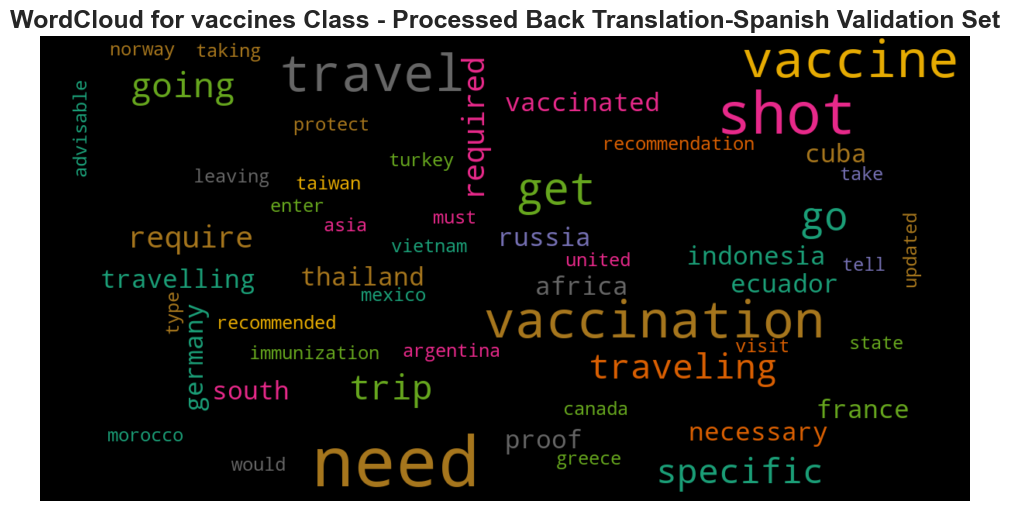 WordCloud for vaccines Class - Processed Back Translation-Spanish Validation Set
norway
taking
travel
vaccine
going
required
advisable
vaccinated
shot
protect
recommendation
cuba
turkey
take
leaving
taiwan
get
enter
asia
must
go
require
vietnam
russia
updated
united
indonesia
tell
travelling
thailand
africa
ecuador
mexico
type
recommended
vaccination
germany
immunization
argentina
visit
state
traveling
south
trip
canada
france
morocco
proof
necessary
would
need
greece
specific